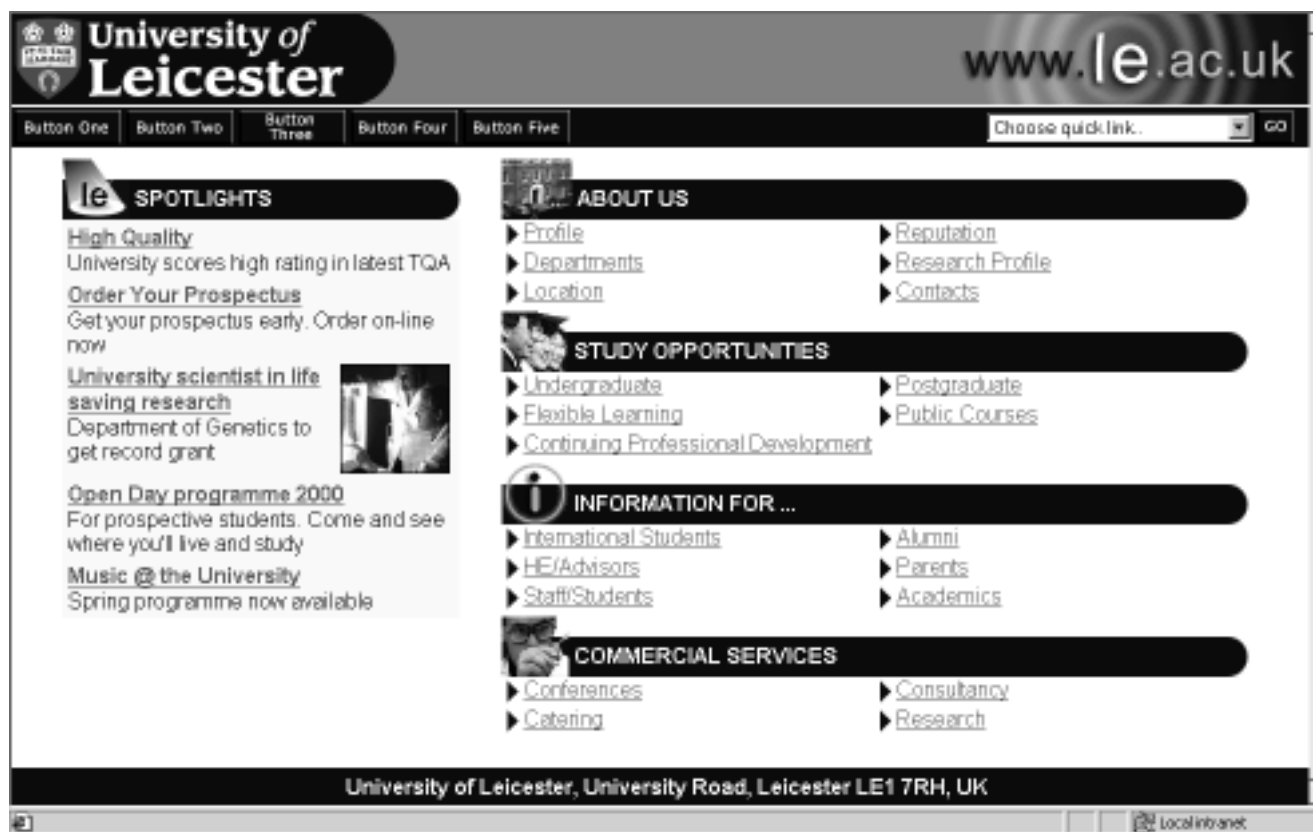 University of
Leicester
www.le.ac.uk
Button One
Button Two
Button
Three
Button Four
Button Five
Choose quick link..
GO
le SPOTLIGHTS
High Quality
University scores high rating in latest TQA
Order Your Prospectus
Get your prospectus early. Order on-line
now
University scientist in life
saving research
Department of Genetics to
get record grant
Open Day programme 2000
For prospective students. Come and see
where you'll live and study
Music @ the University
Spring programme now available
ABOUT US
Profile
Reputation
Departments
Research Profile
Location
Contacts
STUDY OPPORTUNITIES
Undergraduate
Postgraduate
Flexible Learning
Public Courses
Continuing Professional Development
INFORMATION FOR ...
International Students
Alumni
HE/Advisors
Parents
Staff/Students
Academics
COMMERCIAL SERVICES
Conferences
Consultancy
Catering
Research
University of Leicester, University Road, Leicester LE1 7RH, UK
Local intranet